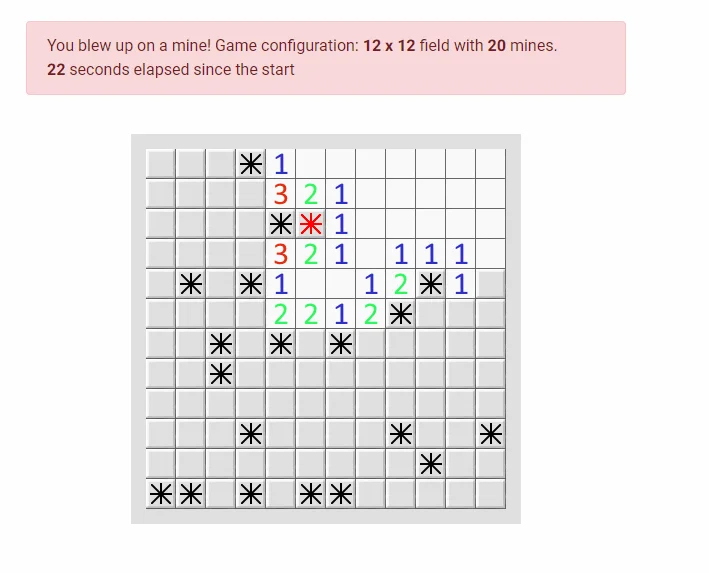 You blew up on a mine! Game configuration: 12 x 12 field with 20 mines.
22 seconds elapsed since the start
1
3 2 1
1
3 2 1 1 1 1
1 1 2 1
2 2 1 2